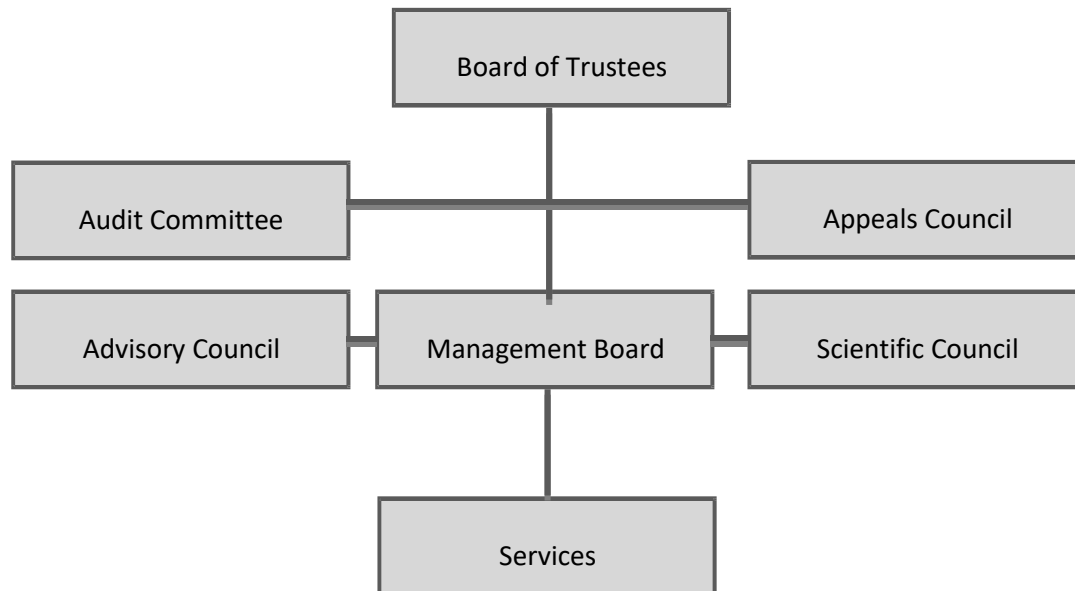 Board of Trustees
Audit Committee
Appeals Council
Advisory Council
Management Board
Scientific Council
Services